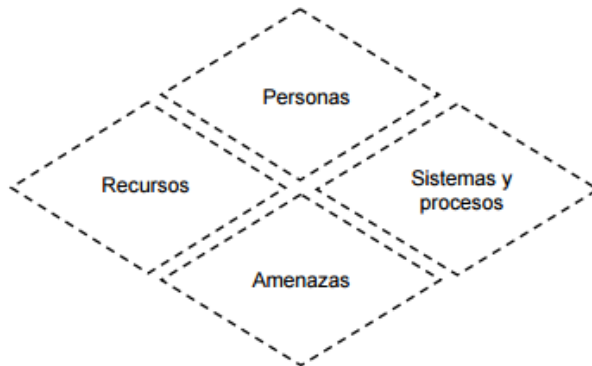 Personas
Recursos
Sistemas y
procesos
Amenazas